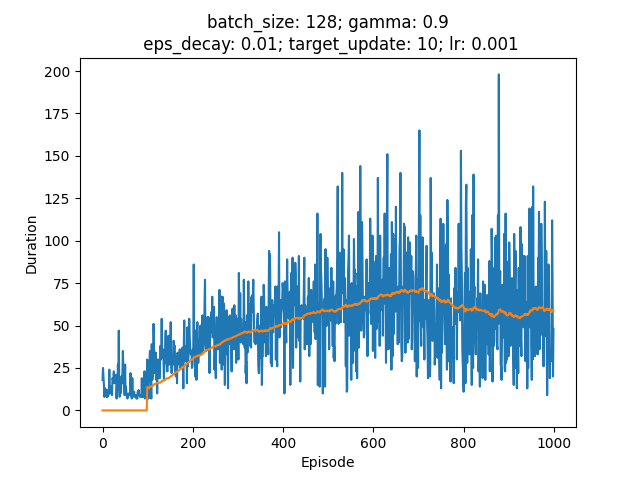 batch_size: 128; gamma: 0.9
eps_decay: 0.01; target_update: 10; lr: 0.001
200
175
150
125
100
75
50
25
0
Duration
0 200 400 600 800 1000
Episode